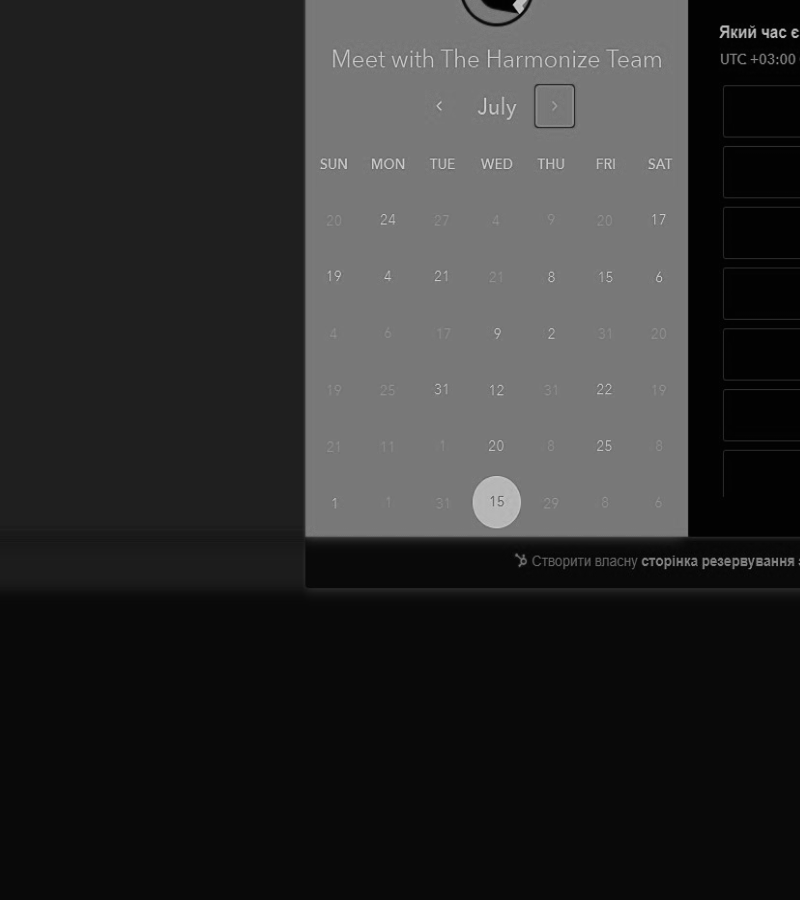 Який час є
Meet with The Harmonize Team
UTC +03:00
July
SUN MON TUE WED THU FRI SAT
20 24 27 4 9 20 17
19 4 21 21 8 15 6
4 6 17 9 2 31 20
19 25 31 12 31 22 19
21 11 1 20 8 25 8
1 1 31 15 29 8 6
Створити власну сторінка резервування